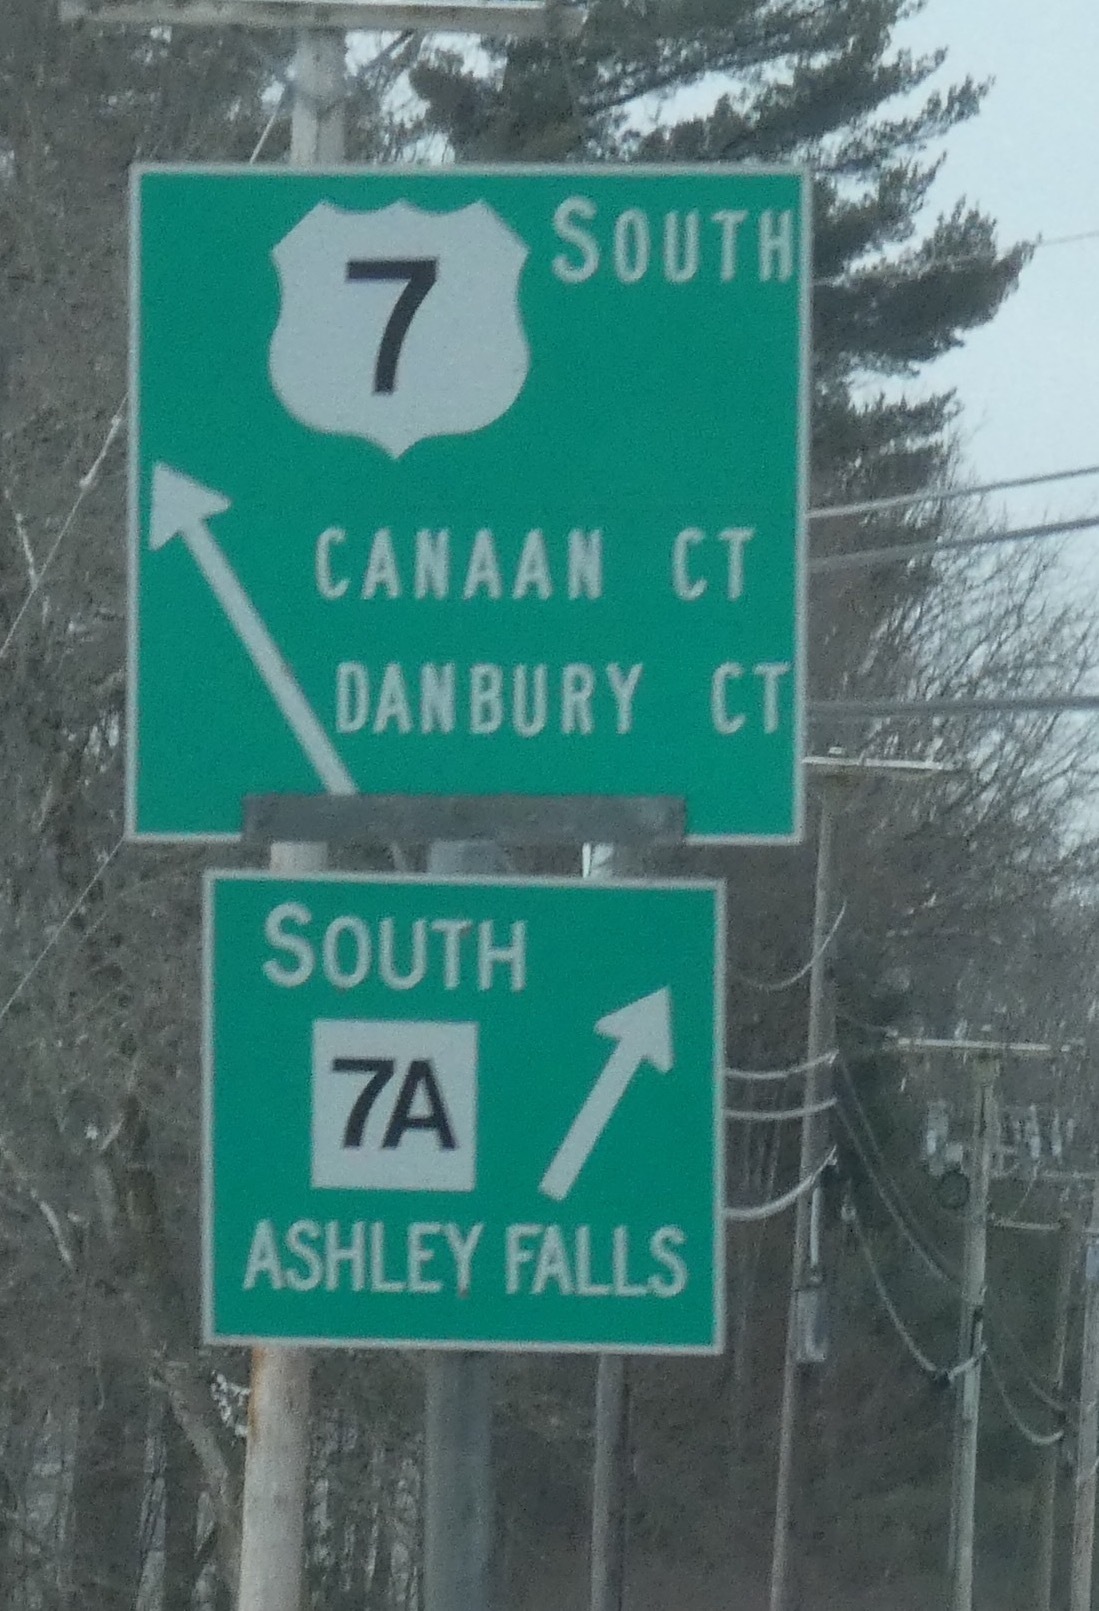 7 SOUTH
CANAAN CT
DANBURY CT
SOUTH
7A
ASHLEY FALLS